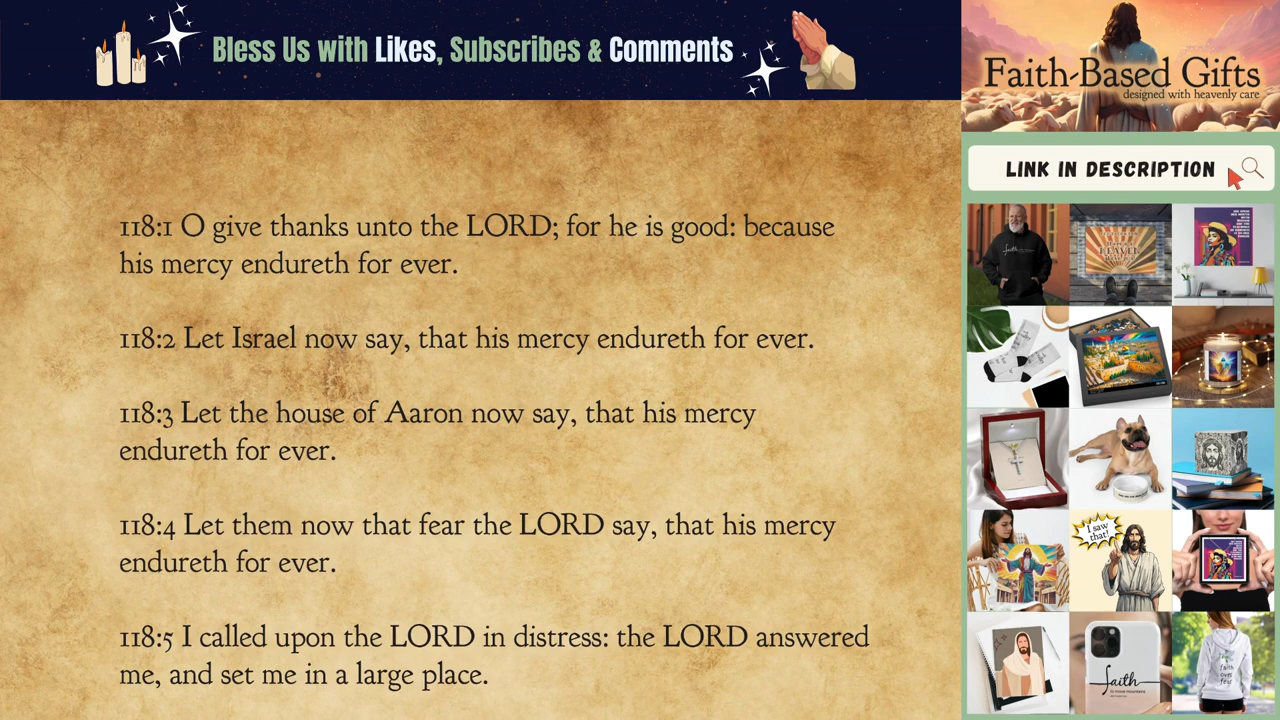 Bless Us with Likes, Subscribes & Comments
118:1 O give thanks unto the LORD; for he is good: because
his mercy endureth for ever.
118:2 Let Israel now say, that his mercy endureth for ever.
118:3 Let the house of Aaron now say, that his mercy
endureth for ever.
118:4 Let them now that fear the LORD say, that his mercy
endureth for ever.
118:5 I called upon the LORD in distress: the LORD answered
me, and set me in a large place.
Faith-Based Gifts
designed with heavenly care
LINK IN DESCRIPTION
faith
I saw
that!
faith
faith
over
fear